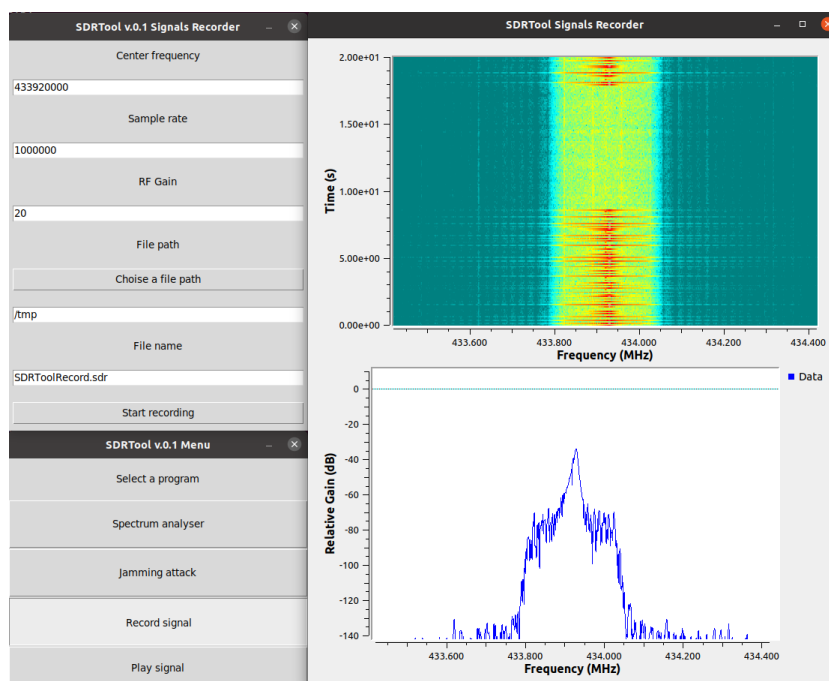 SDRTool v.0.1 Signals Recorder
Center frequency
433920000
Sample rate
1000000
RF Gain
20
File path
Choise a file path
/tmp
File name
SDRToolRecord.sdr
Start recording
SDRTool v.0.1 Menu
Select a program
Spectrum analyser
Jamming attack
Record signal
Play signal
SDRTool Signals Recorder
2.00e+01
1.50e+01
1.00e+01
5.00e+00
0.00e+00
Time (s)
433.600 433.800 434.000 434.200 434.400
Frequency (MHz)
Data
0
-20
-40
-60
-80
-100
-120
-140
Relative Gain (dB)
433.600 433.800 434.000 434.200 434.400
Frequency (MHz)